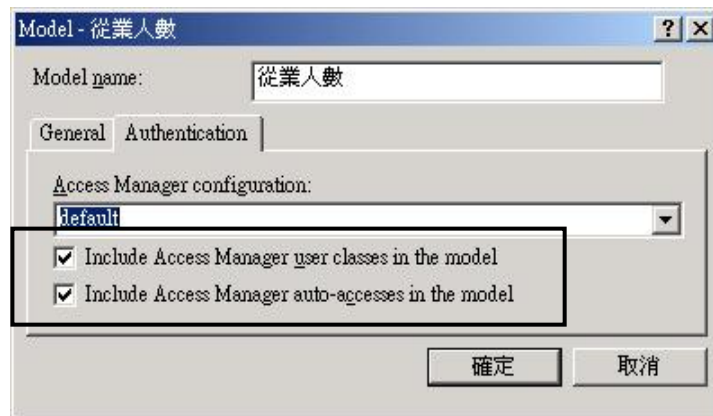 Model - 從業人數
Model name: 從業人數
General Authentication
Access Manager configuration:
default
Include Access Manager user classes in the model
Include Access Manager auto-accesses in the model
確定 取消